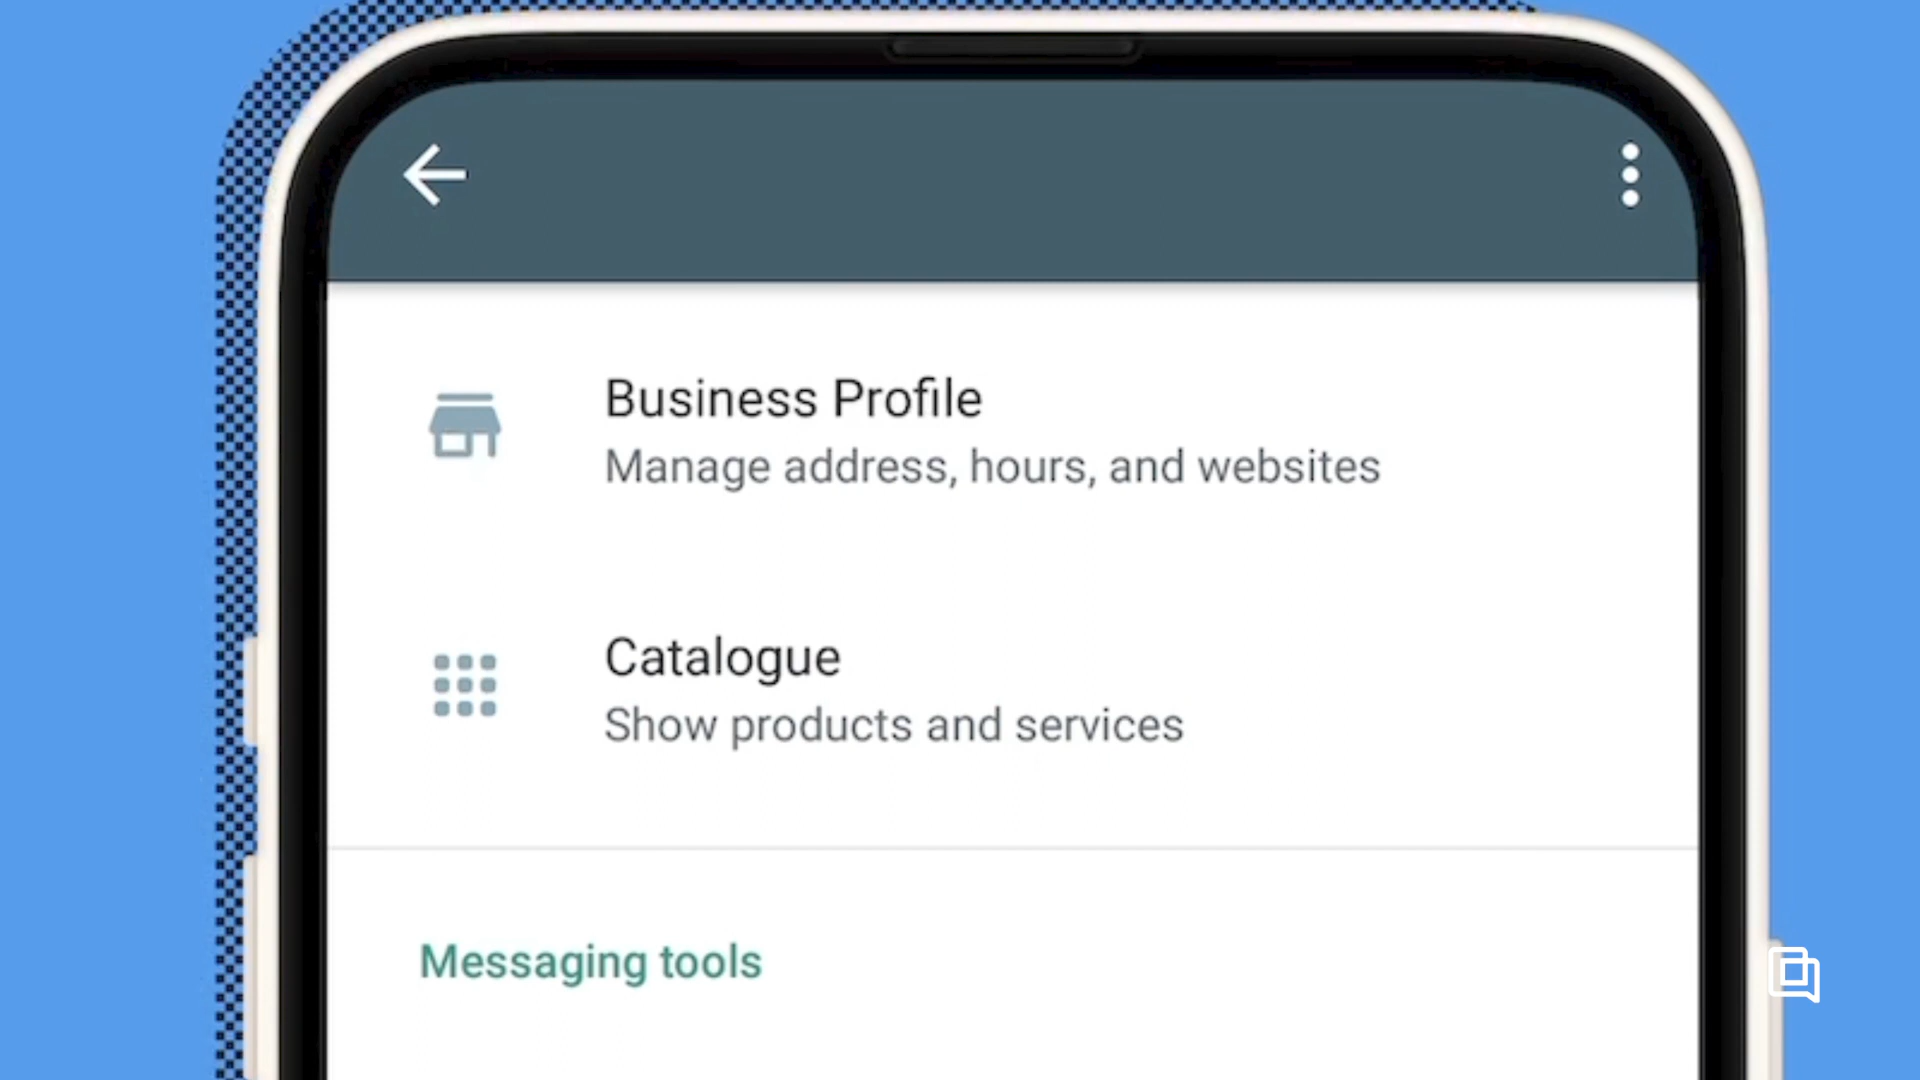 Business Profile
Manage address, hours, and websites
Catalogue
Show products and services
Messaging tools